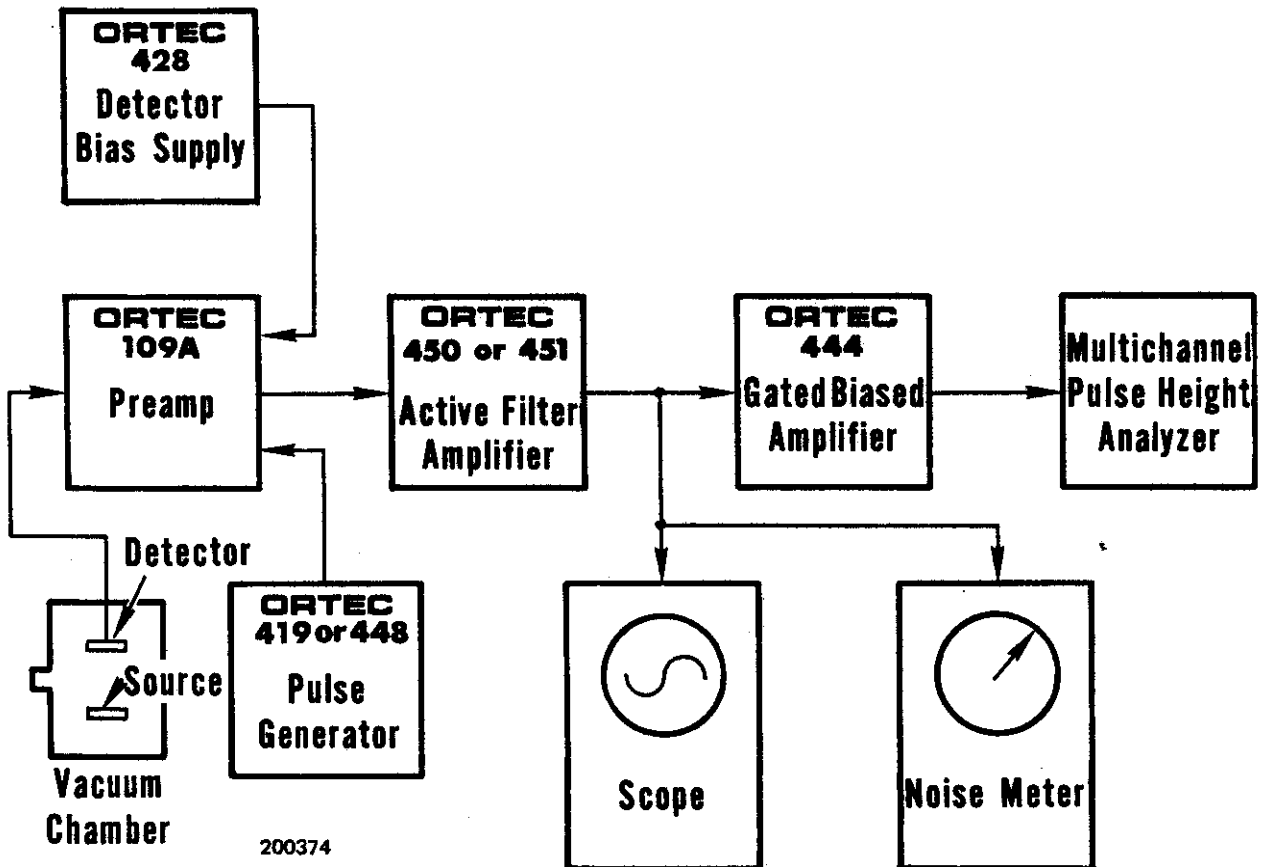 ORTEC
428
Detector
Bias Supply
ORTEC
109A
Preamp
ORTEC
450 or 451
Active Filter
Amplifier
ORTEC
444
Gated Biased
Amplifier
Multichannel
Pulse Height
Analyzer
Detector
Source
Vacuum
Chamber
ORTEC
419 or 448
Pulse
Generator
Scope
Noise Meter
200374